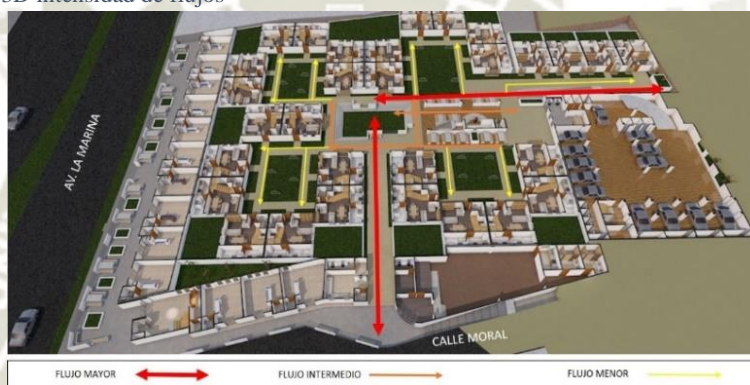 3D intensidad de flujos
AV. LA MARINA
CALLE MORAL
FLUJO MAYOR
FLUJO INTERMEDIO
FLUJO MENOR